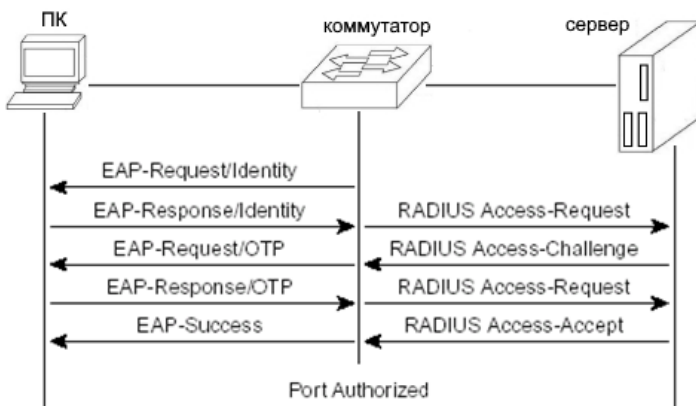 ПК
коммутатор
сервер
EAP-Request/Identity
EAP-Response/Identity
RADIUS Access-Request
EAP-Request/OTP
RADIUS Access-Challenge
EAP-Response/OTP
RADIUS Access-Request
EAP-Success
RADIUS Access-Accept
Port Authorized